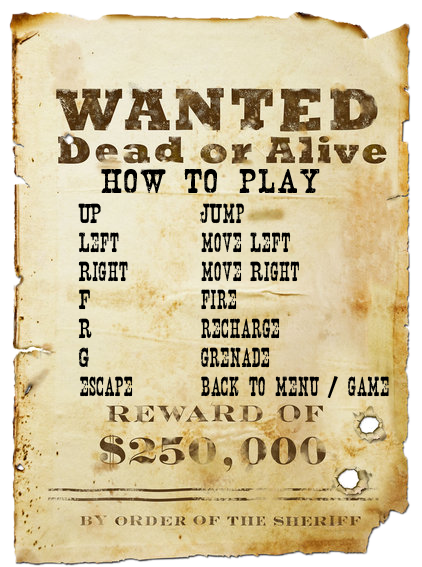 WANTED
Dead or Alive
HOW TO PLAY
UP JUMP
LEFT MOVE LEFT
RIGHT MOVE RIGHT
F FIRE
R RECHARGE
G GRENADE
ESCAPE BACK TO MENU / GAME
REWARD OF
$250,000
BY ORDER OF THE SHERIFF